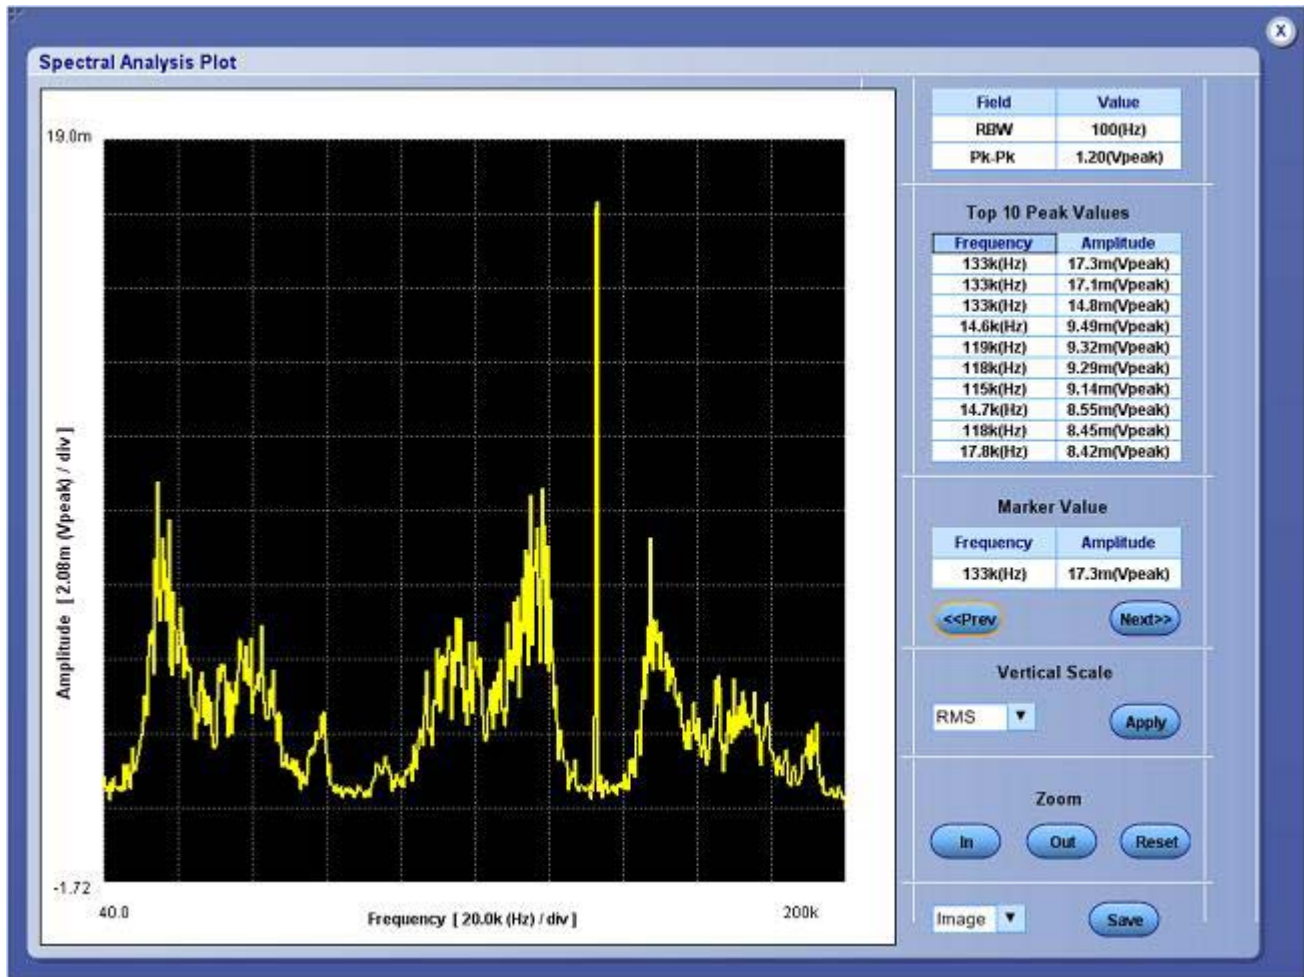 X
Spectral Analysis Plot
19.0m
Amplitude [ 2.08m (Vpeak) / div ]
-1.72
40.0
Frequency [ 20.0k (Hz) / div ]
200k
Field Value
RBW 100(Hz)
Pk-Pk 1.20(Vpeak)
Top 10 Peak Values
Frequency Amplitude
133k(Hz) 17.3m(Vpeak)
133k(Hz) 17.1m(Vpeak)
133k(Hz) 14.8m(Vpeak)
14.6k(Hz) 9.49m(Vpeak)
119k(Hz) 9.32m(Vpeak)
118k(Hz) 9.29m(Vpeak)
115k(Hz) 9.14m(Vpeak)
14.7k(Hz) 8.55m(Vpeak)
118k(Hz) 8.45m(Vpeak)
17.8k(Hz) 8.42m(Vpeak)
Marker Value
Frequency Amplitude
133k(Hz) 17.3m(Vpeak)
<<Prev Next>>
Vertical Scale
RMS Apply
Zoom
In Out Reset
Image Save